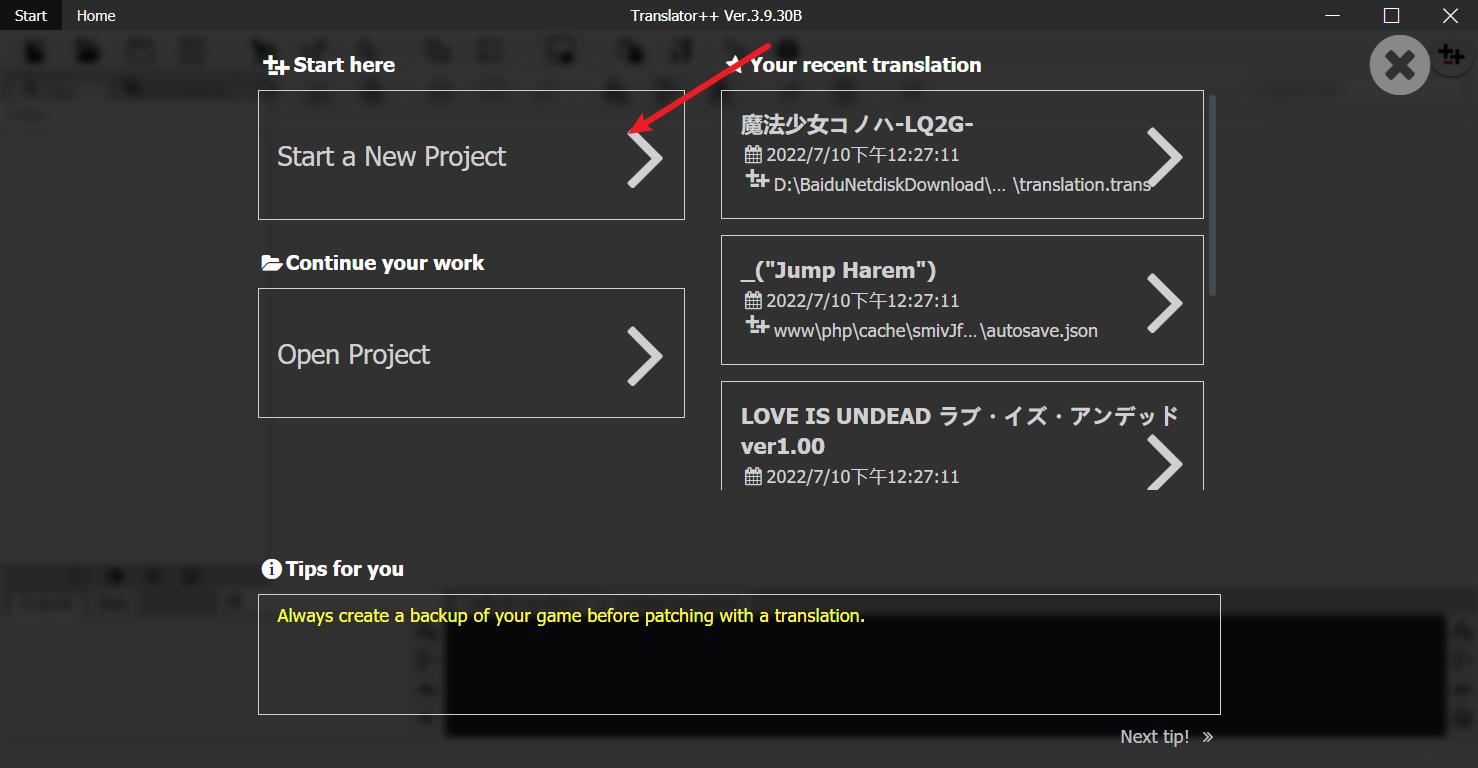 Start
Home
Translator++ Ver.3.9.30B
Start here
Start a New Project
Continue your work
Open Project
Your recent translation
魔法少女コノハ-LQ2G-
2022/7/10下午12:27:11
D:\BaiduNetdiskDownload\... \translation.trans
_("Jump Harem")
2022/7/10下午12:27:11
www\php\cache\smivJf...\autosave.json
LOVE IS UNDEAD ラブ・イズ・アンデッド
ver1.00
2022/7/10下午12:27:11
Tips for you
Always create a backup of your game before patching with a translation.
Next tip! »